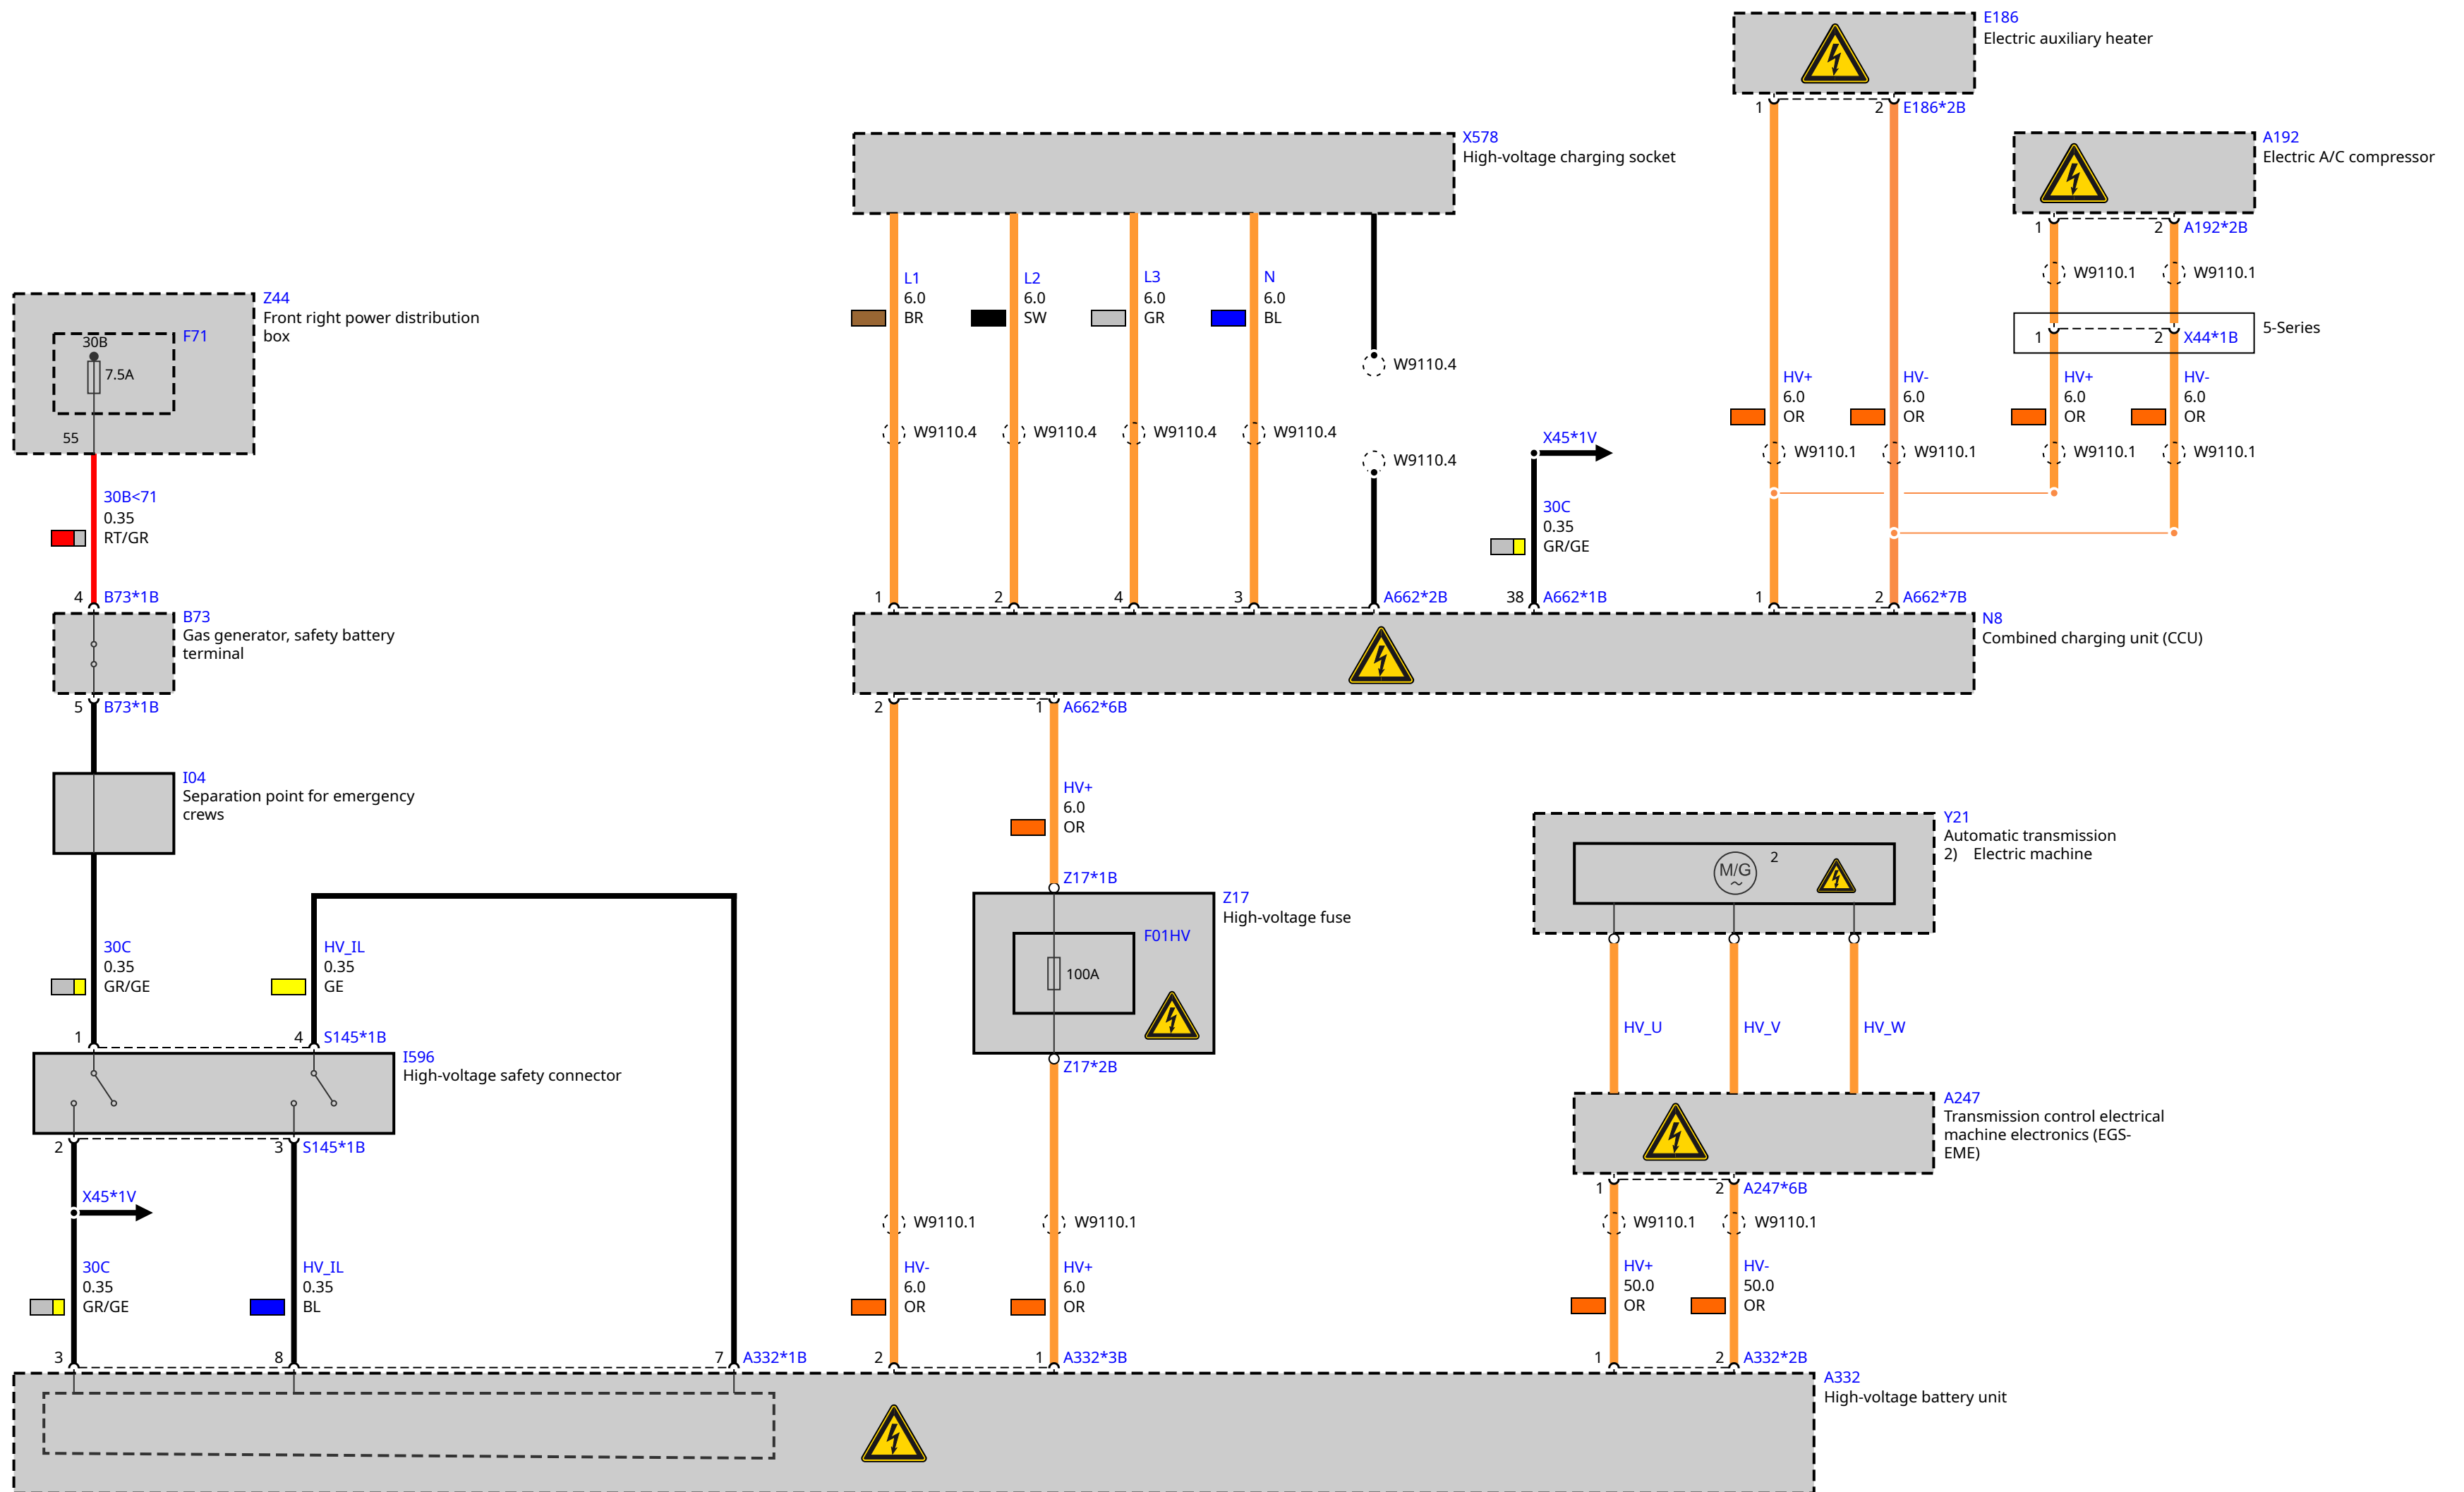 E186
Electric auxiliary heater
1
2
E186*2B
X578
High-voltage charging socket
A192
Electric A/C compressor
1
2
A192*2B
L1
6.0
BR
L2
6.0
SW
L3
6.0
GR
N
6.0
BL
W9110.1
W9110.1
Z44
Front right power distribution
box
F71
30B
7.5A
55
5-Series
1
2
X44*1B
W9110.4
HV+
6.0
OR
HV-
6.0
OR
HV+
6.0
OR
HV-
6.0
OR
W9110.4
W9110.4
W9110.4
W9110.4
W9110.4
X45*1V
W9110.1
W9110.1
W9110.1
W9110.1
30B<71
0.35
RT/GR
30C
0.35
GR/GE
4
B73*1B
1
2
4
3
A662*2B
38
A662*1B
1
2
A662*7B
B73
Gas generator, safety battery
terminal
N8
Combined charging unit (CCU)
5
B73*1B
2
1
A662*6B
I04
Separation point for emergency
crews
HV+
6.0
OR
Y21
Automatic transmission
2) Electric machine
M/G
~
2
Z17*1B
Z17
High-voltage fuse
F01HV
100A
30C
0.35
GR/GE
HV_IL
0.35
GE
HV_U
HV_V
HV_W
1
4
S145*1B
I596
High-voltage safety connector
Z17*2B
A247
Transmission control electrical
machine electronics (EGS-
EME)
2
3
S145*1B
1
2
A247*6B
X45*1V
W9110.1
W9110.1
W9110.1
W9110.1
30C
0.35
GR/GE
HV_IL
0.35
BL
HV-
6.0
OR
HV+
6.0
OR
HV+
50.0
OR
HV-
50.0
OR
3
8
7
A332*1B
2
1
A332*3B
1
2
A332*2B
A332
High-voltage battery unit